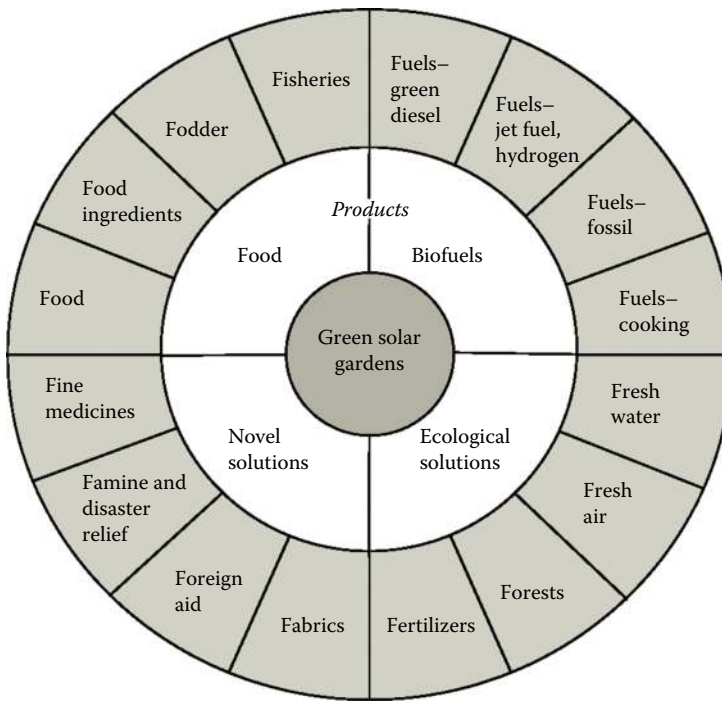 Fisheries
Fuels–
green
diesel
Fuels–
jet fuel,
hydrogen
Fuels–
fossil
Fuels–
cooking
Fresh
water
Fresh
air
Forests
Fertilizers
Fabrics
Foreign
aid
Famine and
disaster
relief
Fine
medicines
Food
Food
ingredients
Fodder
Products
Food
Biofuels
Green solar
gardens
Novel
solutions
Ecological
solutions